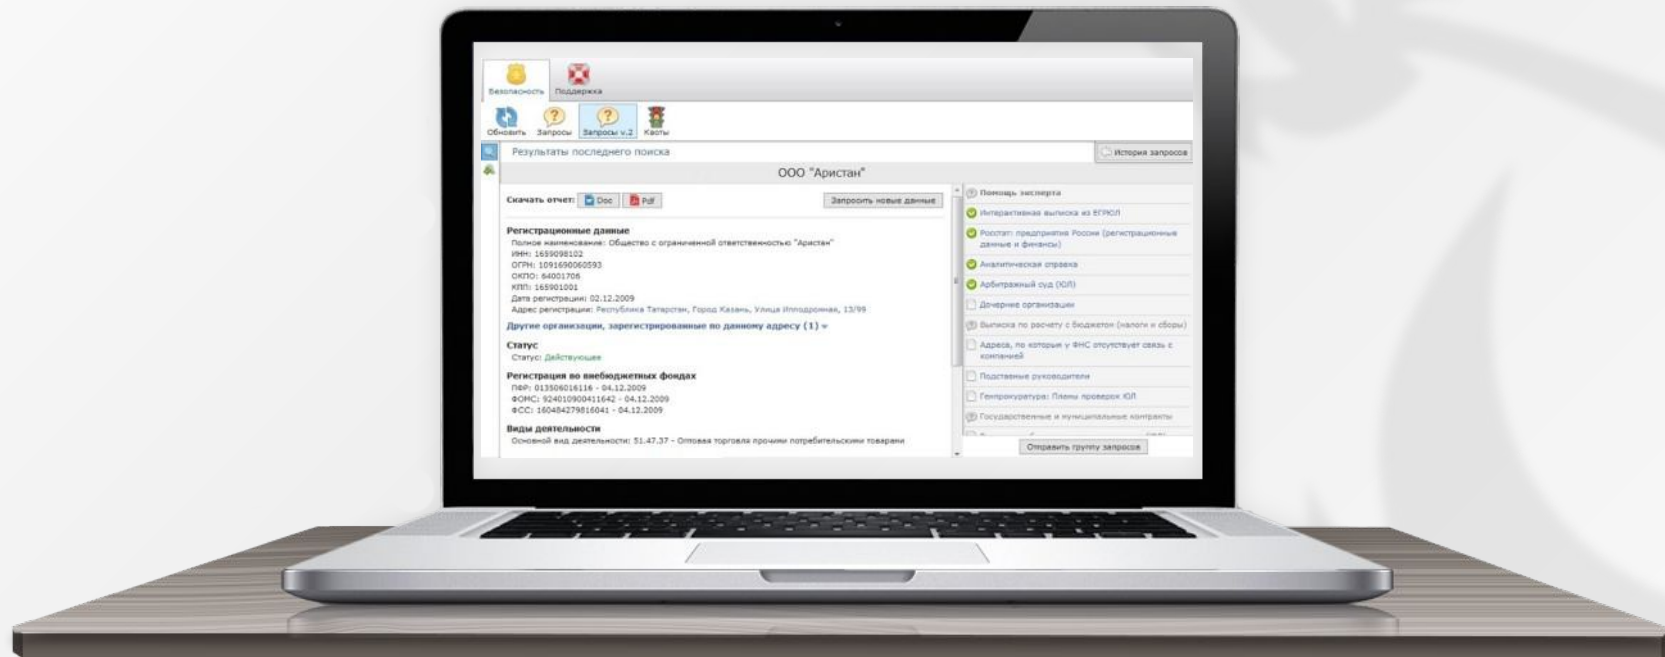 Безопасность Поддержка
Обновить Запросы Запросы v.2 Карты
Результаты последнего поиска
История запросов
ООО "Аристан"
Скачать отчет: Doc Pdf
Запросить новые данные
Регистрационные данные
Полное наименование: Общество с ограниченной ответственностью "Аристан"
ИНН: 1659098102
ОГРН: 1091690060593
ОКПО: 64001706
КПП: 165901001
Дата регистрации: 02.12.2009
Адрес регистрации: Республика Татарстан, Город Казань, Улица Ипподромная, 13/99
Другие организации, зарегистрированные по данному адресу (1)
Статус
Статус: Действующее
Регистрация во внебюджетных фондах
ПФР: 013506016116 - 04.12.2009
ФОМС: 924010900411642 - 04.12.2009
ФСС: 160484279816041 - 04.12.2009
Виды деятельности
Основной вид деятельности: 51.47.37 - Оптовая торговля прочими потребительскими товарами
Помощь эксперта
Интерактивная выписка из ЕГРЮЛ
Росстат: предприятия России (регистрационные
данные и финансы)
Аналитическая справка
Арбитражный суд (ЮЛ)
Дочерние организации
Выписка по расчету с бюджетом (налоги и сборы)
Адреса, по которым у ФНС отсутствует связь с
компанией
Подставные руководители
Генпрокуратура: Планы проверок ЮЛ
Государственные и муниципальные контракты
Отправить группу запросов